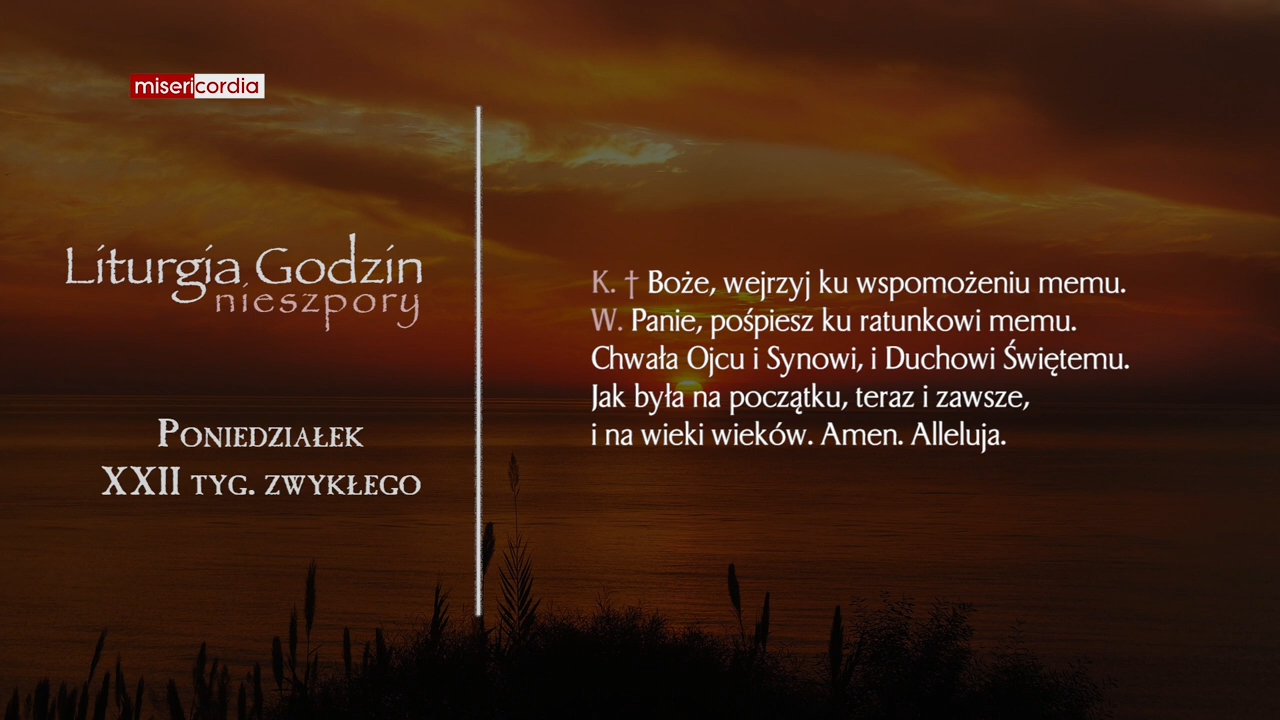 misericordia
Liturgia Godzin
nieszpory
Poniedziałek
XXII tyg. zwykłego
K. † Boże, wejrzyj ku wspomożeniu memu.
W. Panie, pośpiesz ku ratunkowi memu.
Chwała Ojcu i Synowi, i Duchowi Świętemu.
Jak była na początku, teraz i zawsze,
i na wieki wieków. Amen. Alleluja.